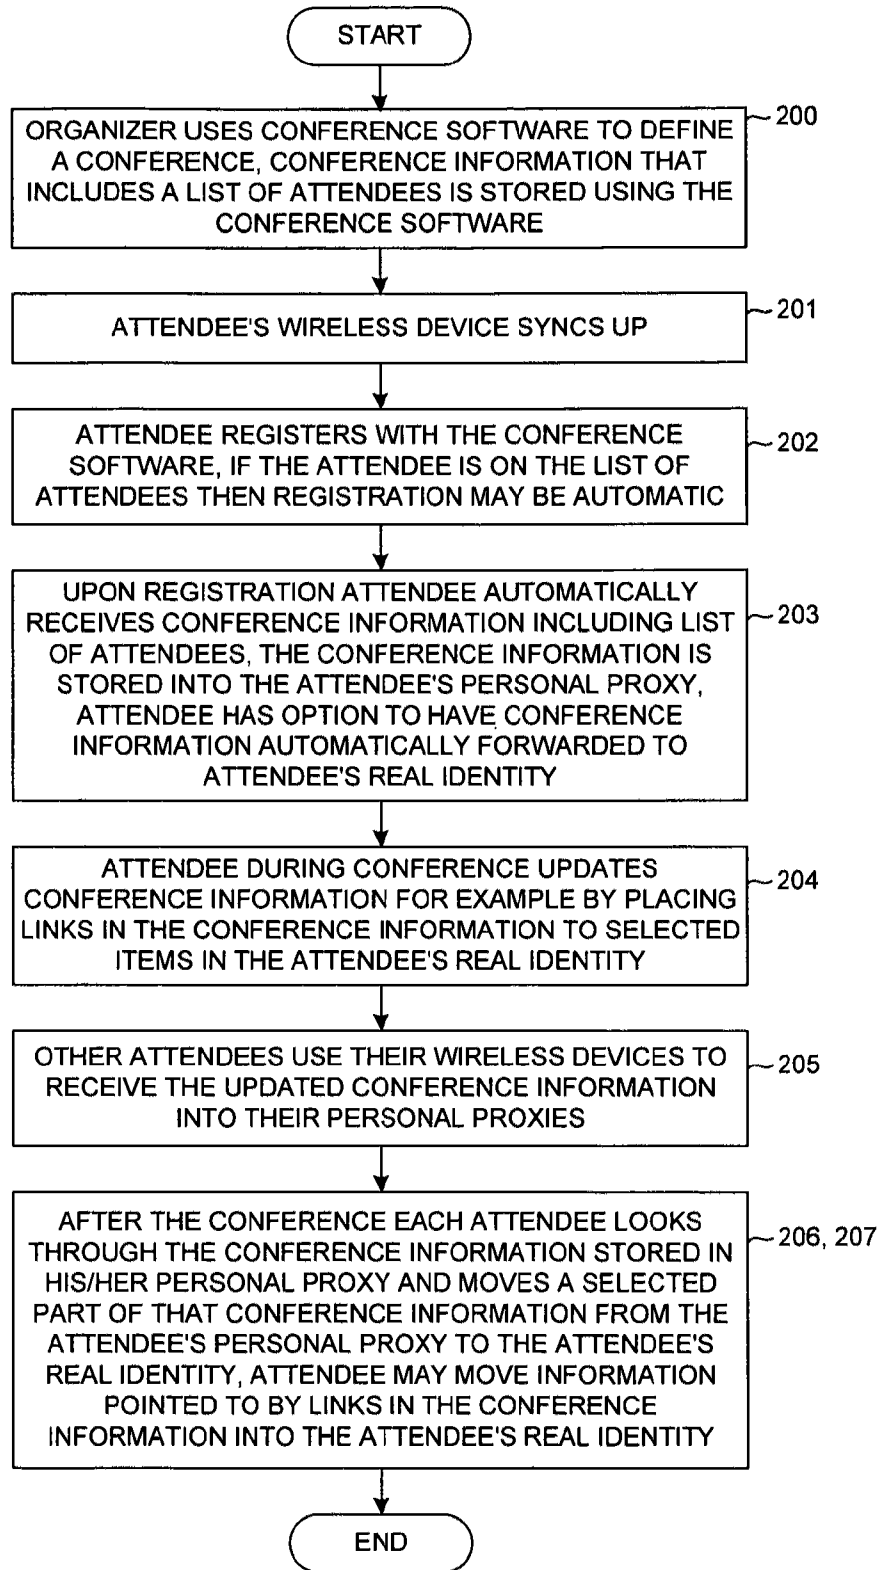 START
ORGANIZER USES CONFERENCE SOFTWARE TO DEFINE
A CONFERENCE, CONFERENCE INFORMATION THAT
INCLUDES A LIST OF ATTENDEES IS STORED USING THE
CONFERENCE SOFTWARE
200
ATTENDEE'S WIRELESS DEVICE SYNCS UP
201
ATTENDEE REGISTERS WITH THE CONFERENCE
SOFTWARE, IF THE ATTENDEE IS ON THE LIST OF
ATTENDEES THEN REGISTRATION MAY BE AUTOMATIC
202
UPON REGISTRATION ATTENDEE AUTOMATICALLY
RECEIVES CONFERENCE INFORMATION INCLUDING LIST
OF ATTENDEES, THE CONFERENCE INFORMATION IS
STORED INTO THE ATTENDEE'S PERSONAL PROXY,
ATTENDEE HAS OPTION TO HAVE CONFERENCE
INFORMATION AUTOMATICALLY FORWARDED TO
ATTENDEE'S REAL IDENTITY
203
ATTENDEE DURING CONFERENCE UPDATES
CONFERENCE INFORMATION FOR EXAMPLE BY PLACING
LINKS IN THE CONFERENCE INFORMATION TO SELECTED
ITEMS IN THE ATTENDEE'S REAL IDENTITY
204
OTHER ATTENDEES USE THEIR WIRELESS DEVICES TO
RECEIVE THE UPDATED CONFERENCE INFORMATION
INTO THEIR PERSONAL PROXIES
205
AFTER THE CONFERENCE EACH ATTENDEE LOOKS
THROUGH THE CONFERENCE INFORMATION STORED IN
HIS/HER PERSONAL PROXY AND MOVES A SELECTED
PART OF THAT CONFERENCE INFORMATION FROM THE
ATTENDEE'S PERSONAL PROXY TO THE ATTENDEE'S
REAL IDENTITY, ATTENDEE MAY MOVE INFORMATION
POINTED TO BY LINKS IN THE CONFERENCE
INFORMATION INTO THE ATTENDEE'S REAL IDENTITY
206, 207
END